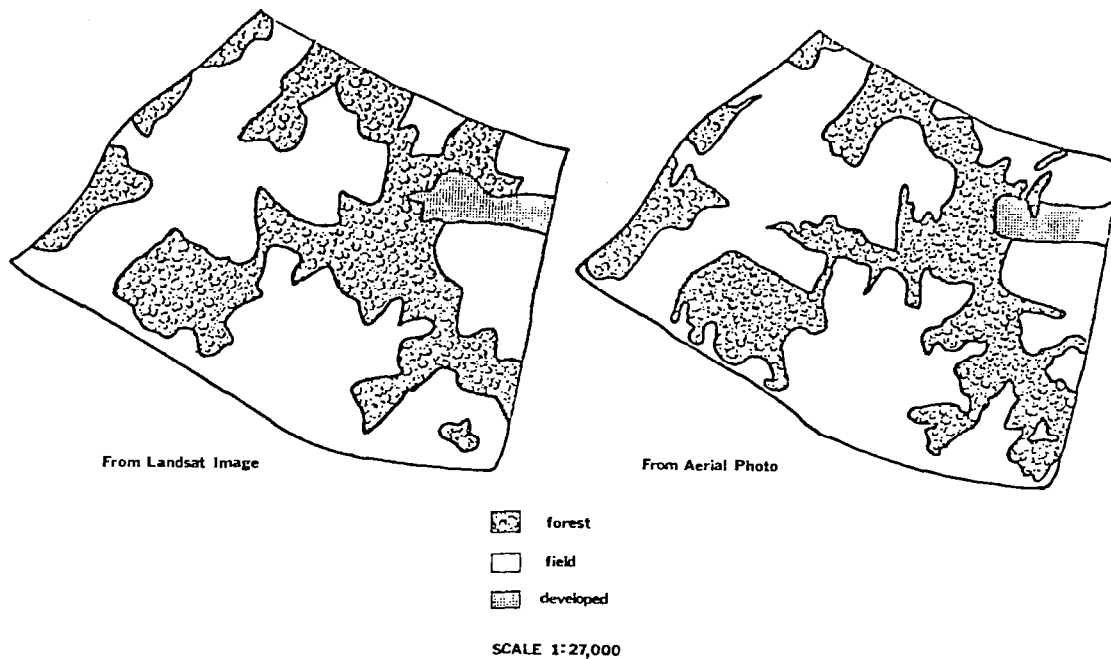 From Landsat Image
From Aerial Photo
forest
field
developed
SCALE 1:27,000